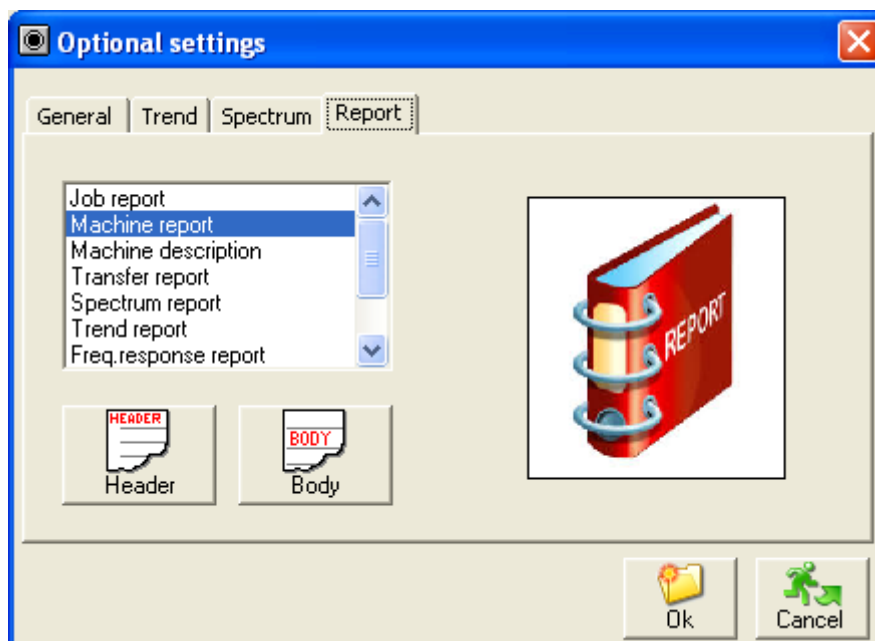 Optional settings
General Trend Spectrum Report
Job report
Machine report
Machine description
Transfer report
Spectrum report
Trend report
Freq.response report
REPORT
HEADER
Header
BODY
Body
Ok
Cancel